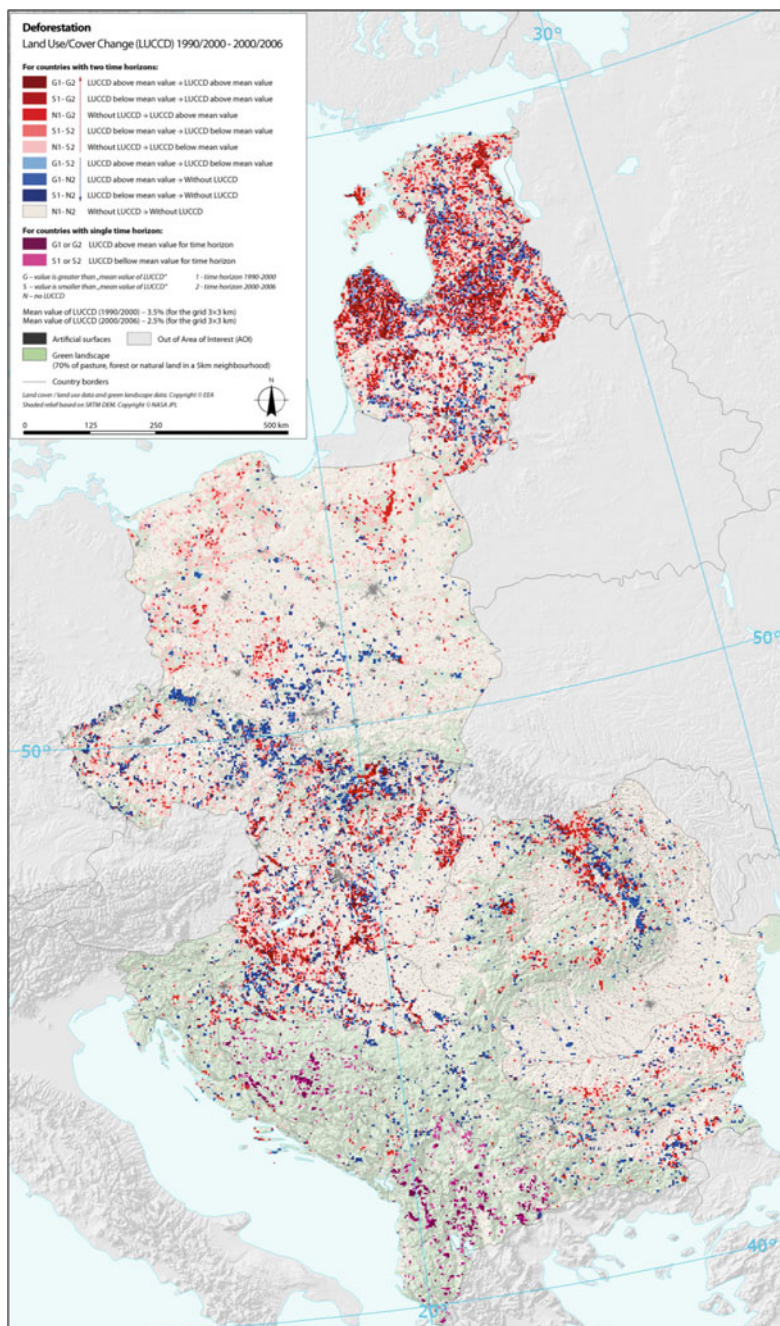 Deforestation
Land Use/Cover Change (LUCCD) 1990/2000 - 2000/2006
For countries with two time horizons:
G1- G2 LUCCD above mean value → LUCCD above mean value
S1 - G2 LUCCD below mean value → LUCCD above mean value
N1 - G2 Without LUCCD → LUCCD above mean value
S1 - S2 LUCCD below mean value → LUCCD below mean value
N1 - S2 Without LUCCD → LUCCD below mean value
G1 - S2 LUCCD above mean value → LUCCD below mean value
G1 - N2 LUCCD above mean value → Without LUCCD
S1 - N2 LUCCD below mean value → Without LUCCD
N1 - N2 Without LUCCD → Without LUCCD
For countries with single time horizon:
G1 or G2 LUCCD above mean value for time horizon
S1 or S2 LUCCD bellow mean value for time horizon
G – value is greater than „mean value of LUCCD" 1 - time horizon 1990-2000
S – value is smaller than „mean value of LUCCD" 2 - time horizon 2000-2006
N – no LUCCD
Mean value of LUCCD (1990/2000) – 3.5% (for the grid 3×3 km)
Mean value of LUCCD (2000/2006) – 2.5% (for the grid 3×3 km)
Artificial surfaces Out of Area of Interest (AOI)
Green landscape
(70% of pasture, forest or natural land in a 5km neighbourhood)
Country borders
N
Land cover / land use data and green landscape data: Copyright © EEA
Shaded relief based on SRTM DEM. Copyright © NASA JPL
0 125 250 500 km
30°
50°
50°
40°
20°